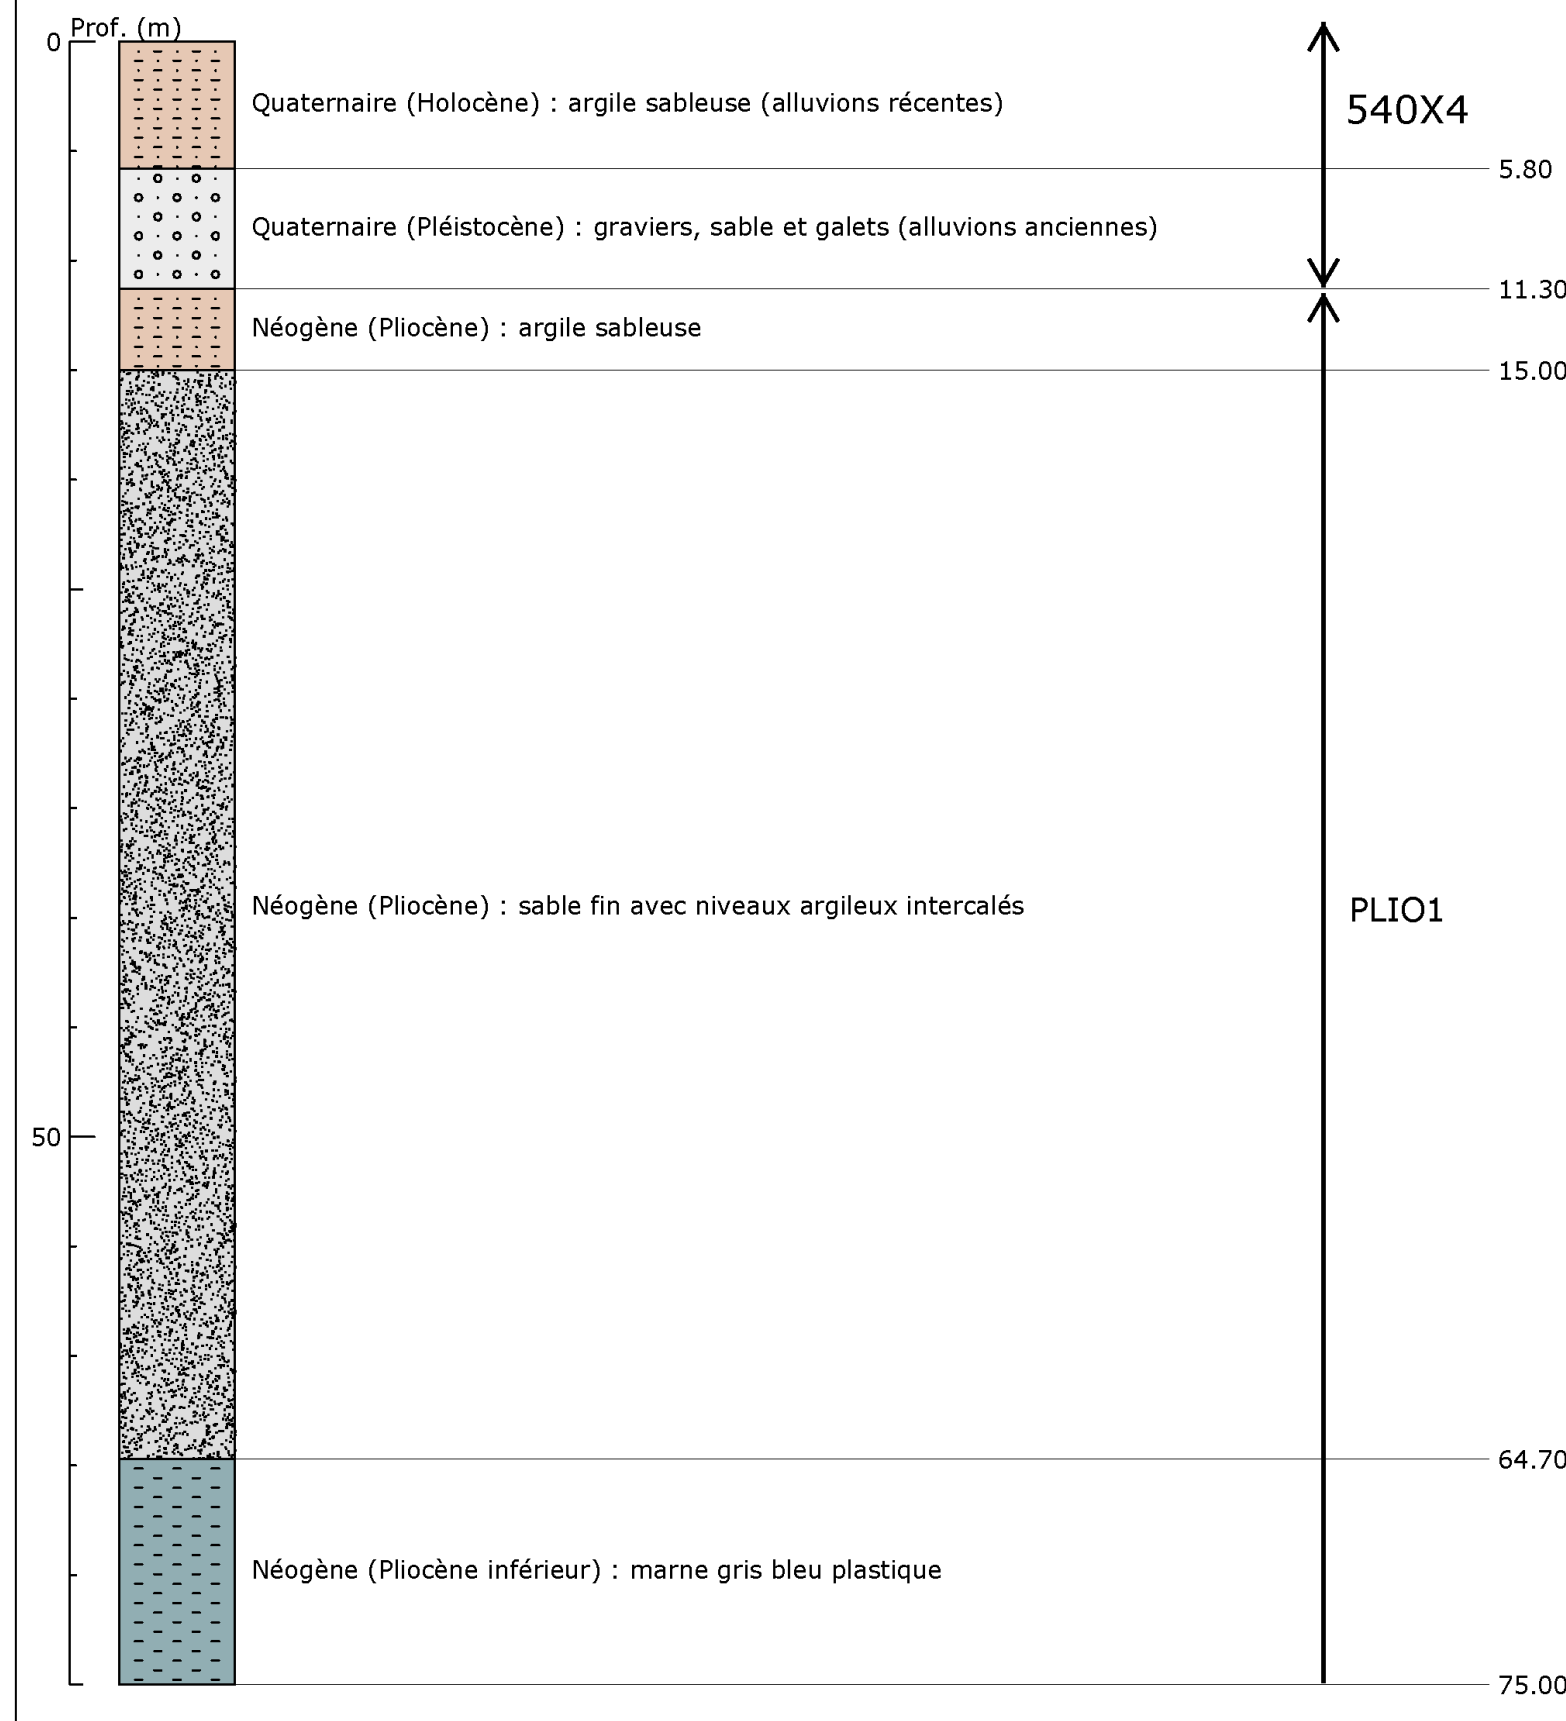 Prof. (m)
0
Quaternaire (Holocène) : argile sableuse (alluvions récentes)
540X4
5.80
Quaternaire (Pléistocène) : graviers, sable et galets (alluvions anciennes)
11.30
Néogène (Pliocène) : argile sableuse
15.00
Néogène (Pliocène) : sable fin avec niveaux argileux intercalés
PLIO1
50
64.70
Néogène (Pliocène inférieur) : marne gris bleu plastique
75.00